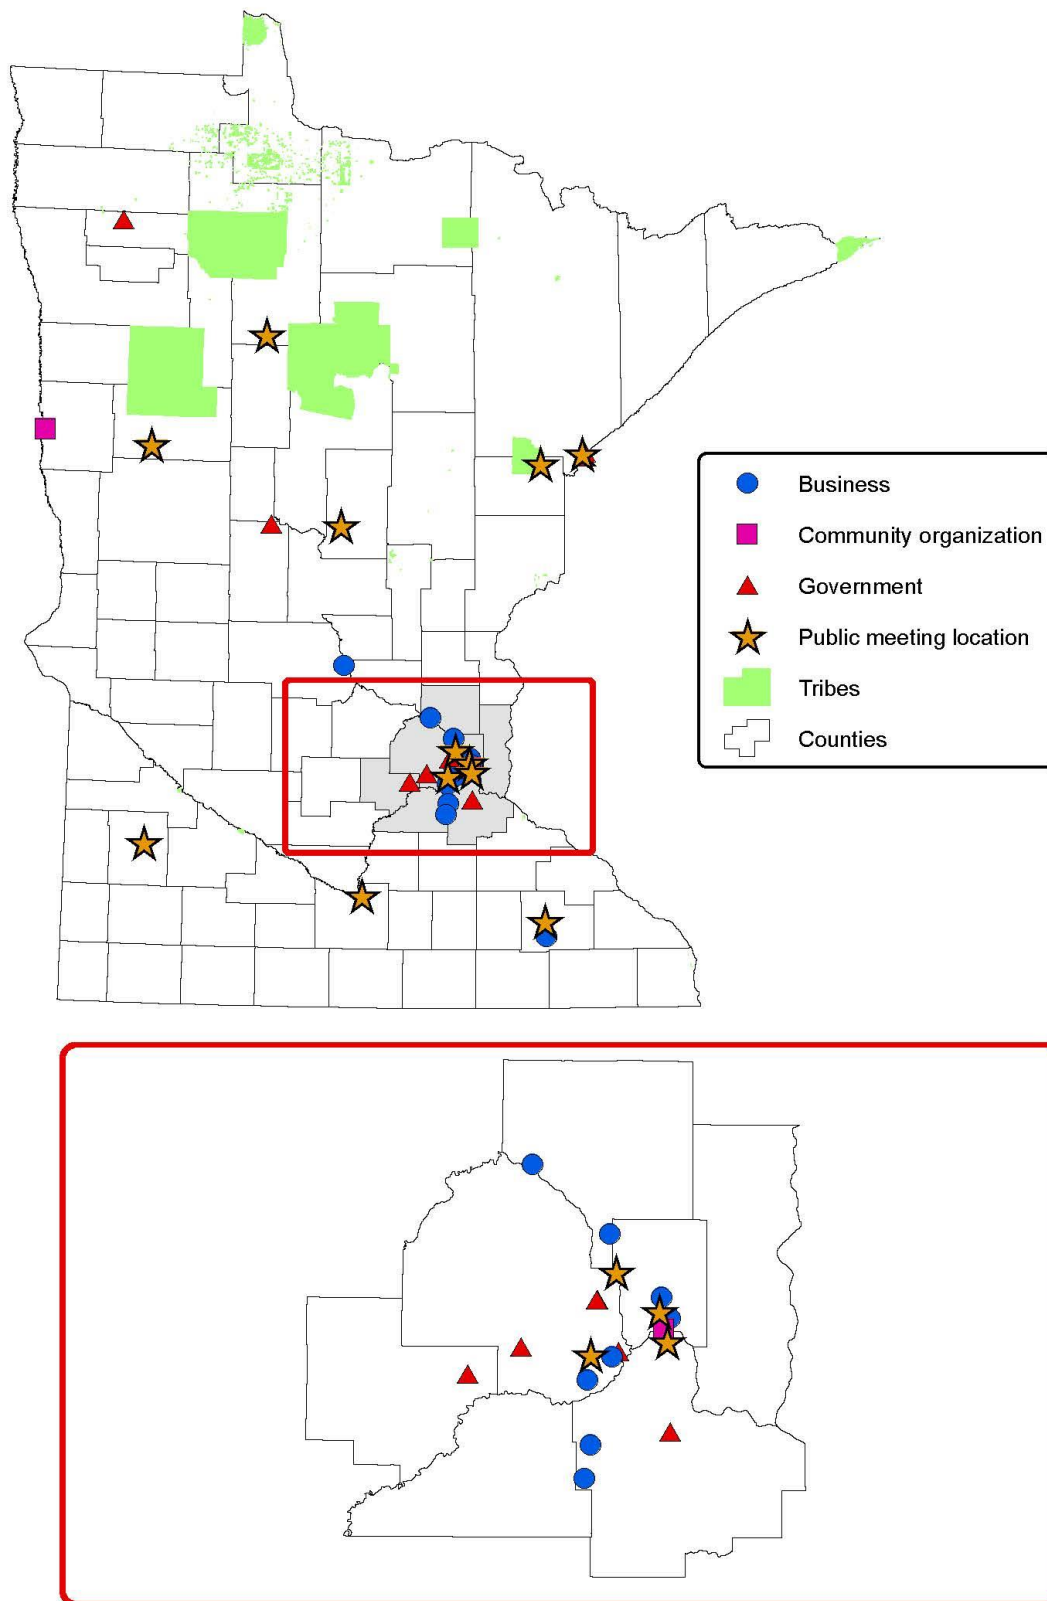 Business
Community organization
Government
Public meeting location
Tribes
Counties